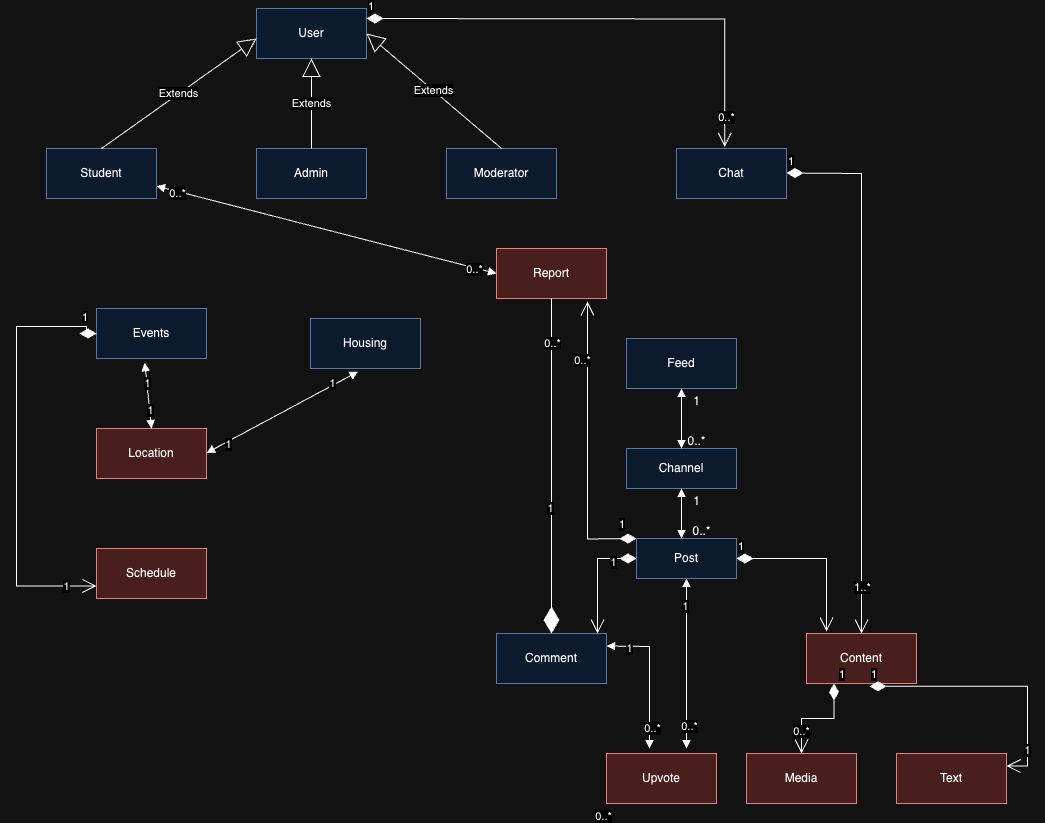 1
User
Extends
Extends
Extends
0..*
Student
Admin
Moderator
1
Chat
0..*
0..*
Report
1
Events
Housing
0..*
0..*
Feed
1
1
1
1
1
0..*
Location
Channel
1
1
0..*
1
1
Post
1
Schedule
1
1
1
1..*
1
Comment
Content
1
1
0..*
0..*
0..*
1
Upvote
Media
Text
0..*